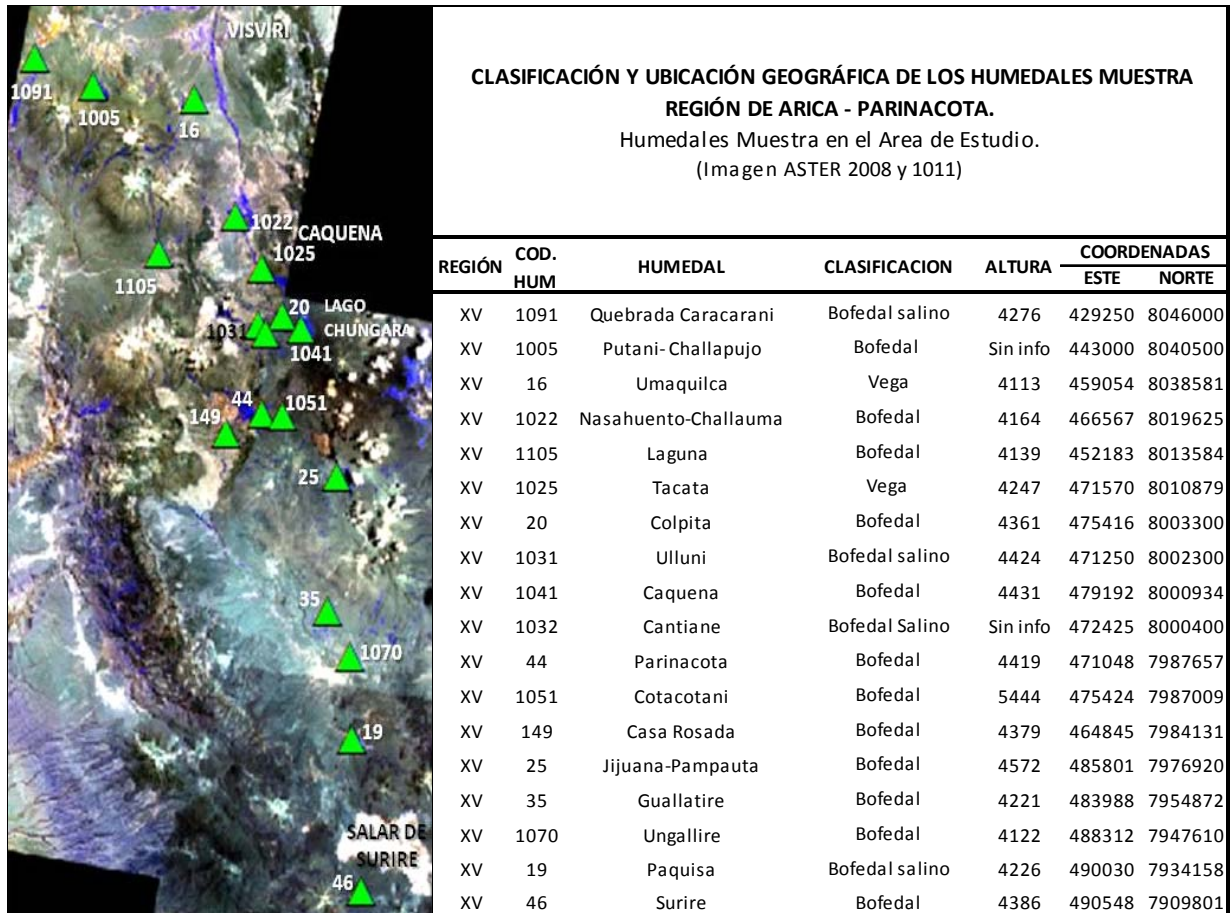 VISVIRI
1091
1005
16
1022
CAQUENA
1025
1105
20 LAGO
1031 CHUNGARA
1041
44 1051
149
25
35
1070
19
SALAR DE
SURIRE
46
CLASIFICACIÓN Y UBICACIÓN GEOGRÁFICA DE LOS HUMEDALES MUESTRA
REGIÓN DE ARICA - PARINACOTA.
Humedales Muestra en el Area de Estudio.
(Imagen ASTER 2008 y 1011)
REGIÓN COD. HUM HUMEDAL CLASIFICACION ALTURA COORDENADAS
ESTE NORTE
XV 1091 Quebrada Caracarani Bofedal salino 4276 429250 8046000
XV 1005 Putani- Challapujo Bofedal Sin info 443000 8040500
XV 16 Umaquilca Vega 4113 459054 8038581
XV 1022 Nasahuento-Challauma Bofedal 4164 466567 8019625
XV 1105 Laguna Bofedal 4139 452183 8013584
XV 1025 Tacata Vega 4247 471570 8010879
XV 20 Colpita Bofedal 4361 475416 8003300
XV 1031 Ulluni Bofedal salino 4424 471250 8002300
XV 1041 Caquena Bofedal 4431 479192 8000934
XV 1032 Cantiane Bofedal Salino Sin info 472425 8000400
XV 44 Parinacota Bofedal 4419 471048 7987657
XV 1051 Cotacotani Bofedal 5444 475424 7987009
XV 149 Casa Rosada Bofedal 4379 464845 7984131
XV 25 Jijuana-Pampauta Bofedal 4572 485801 7976920
XV 35 Guallatire Bofedal 4221 483988 7954872
XV 1070 Ungallire Bofedal 4122 488312 7947610
XV 19 Paquisa Bofedal salino 4226 490030 7934158
XV 46 Surire Bofedal 4386 490548 7909801